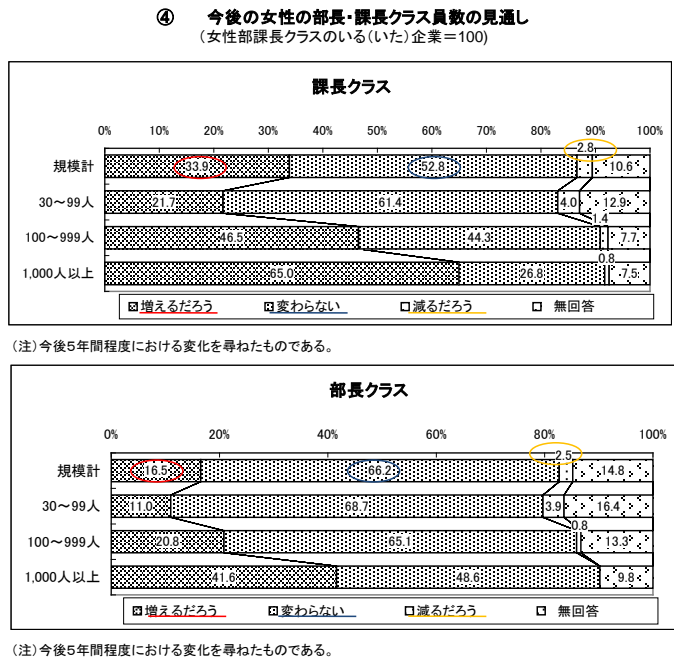 ④ 今後の女性の部長・課長クラス員数の見通し
(女性部課長クラスのいる(いた)企業=100)
課長クラス
0% 10% 20% 30% 40% 50% 60% 70% 80% 90% 100%
2.8
規模計 33.9 52.8 10.6
30~99人 21.7 61.4 4.0 12.9
1.4
100~999人 46.5 44.3 7.7
0.8
1,000人以上 65.0 26.8 7.5
増えるだろう 変わらない 減るだろう 無回答
(注)今後5年間程度における変化を尋ねたものである。
部長クラス
0% 20% 40% 60% 80% 100%
2.5
規模計 16.5 66.2 14.8
30~99人 11.0 68.7 3.9 16.4
0.8
100~999人 20.8 65.1 13.3
1,000人以上 41.6 48.6 9.8
増えるだろう 変わらない 減るだろう 無回答
(注)今後5年間程度における変化を尋ねたものである。